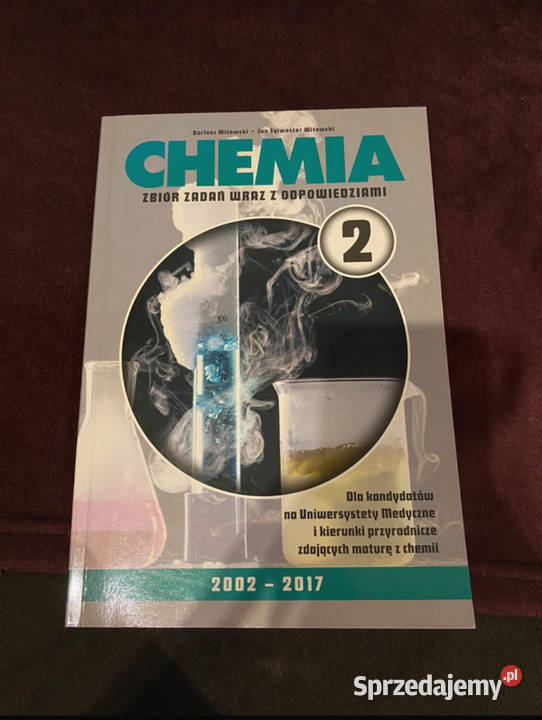 Dariusz Witowski • Jan Sylwester Witowski
CHEMIA
ZBIÓR ZADAŃ WRAZ Z ODPOWIEDZIAMI
2
100
Dla kandydatów
na Uniwersytety Medyczne
i kierunki przyrodnicze
zdających maturę z chemii
2002 – 2017
Sprzedajemy.pl